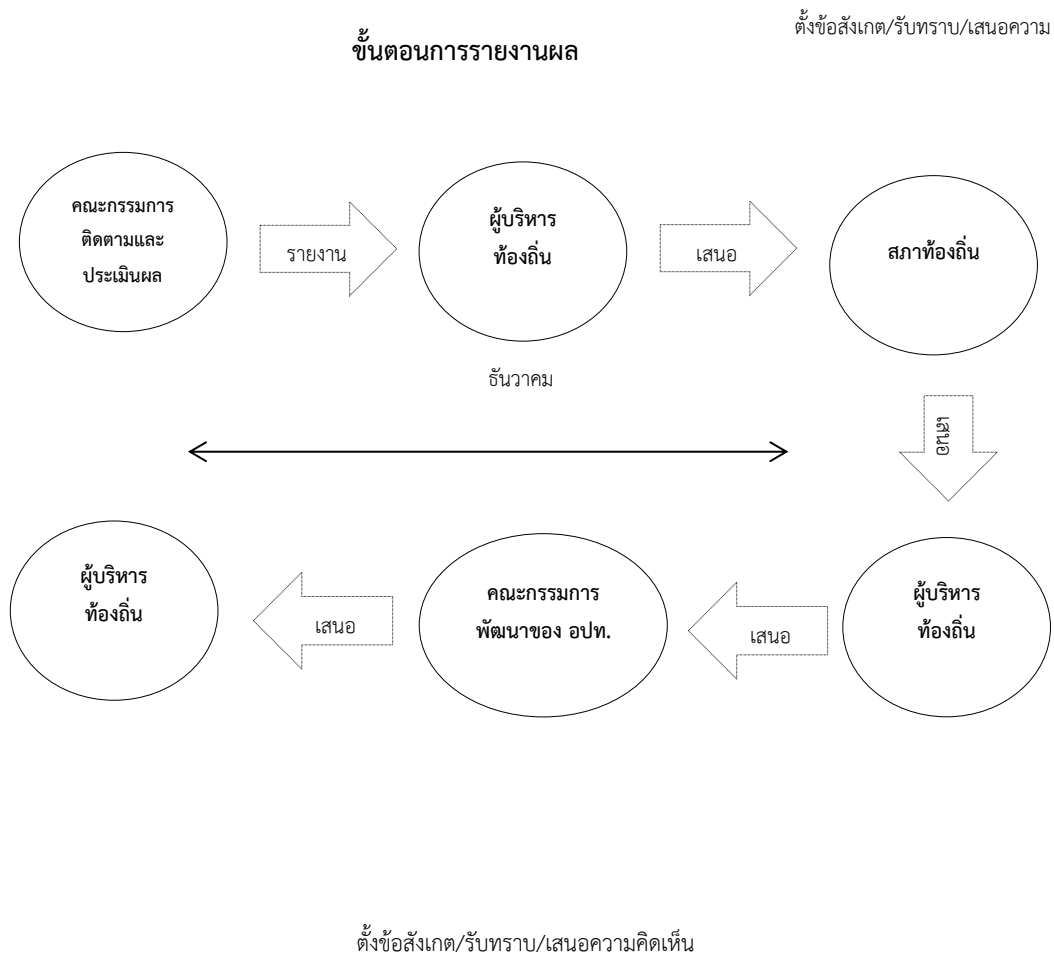 ตั้งข้อสังเกต/รับทราบ/เสนอความ
ขั้นตอนการรายงานผล
คณะกรรมการ
ติดตามและ
ประเมินผล
รายงาน
ผู้บริหาร
ท้องถิ่น
เสนอ
สภาท้องถิ่น
ธันวาคม
เสนอ
ผู้บริหาร
ท้องถิ่น
เสนอ
คณะกรรมการ
พัฒนาของ อปท.
เสนอ
ผู้บริหาร
ท้องถิ่น
ตั้งข้อสังเกต/รับทราบ/เสนอความคิดเห็น